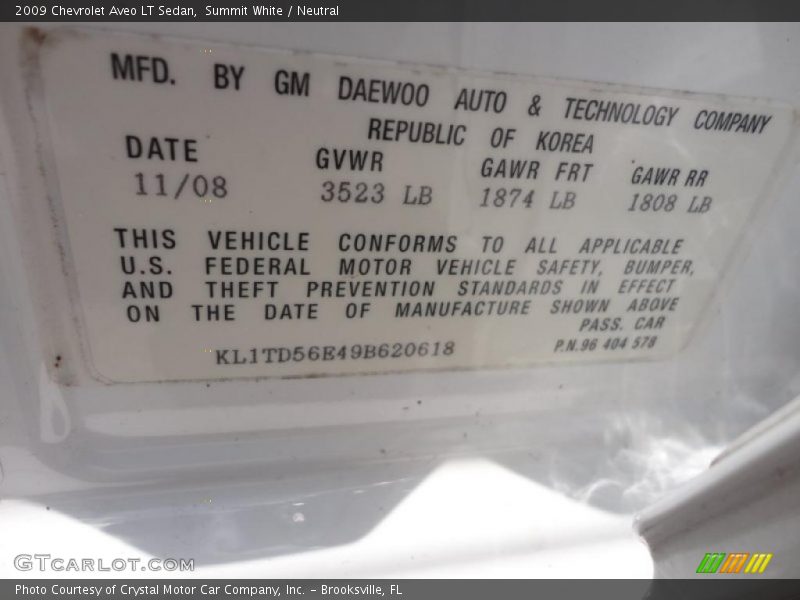 2009 Chevrolet Aveo LT Sedan, Summit White / Neutral
MFD. BY GM DAEWOO AUTO & TECHNOLOGY COMPANY
REPUBLIC OF KOREA
DATE GVWR GAWR FRT GAWR RR
11/08 3523 LB 1874 LB 1808 LB
THIS VEHICLE CONFORMS TO ALL APPLICABLE
U.S. FEDERAL MOTOR VEHICLE SAFETY, BUMPER,
AND THEFT PREVENTION STANDARDS IN EFFECT
ON THE DATE OF MANUFACTURE SHOWN ABOVE
PASS. CAR
KL1TD56E49B620618 P.N.96 404 578
GTCARLOT.COM
Photo Courtesy of Crystal Motor Car Company, Inc. – Brooksville, FL